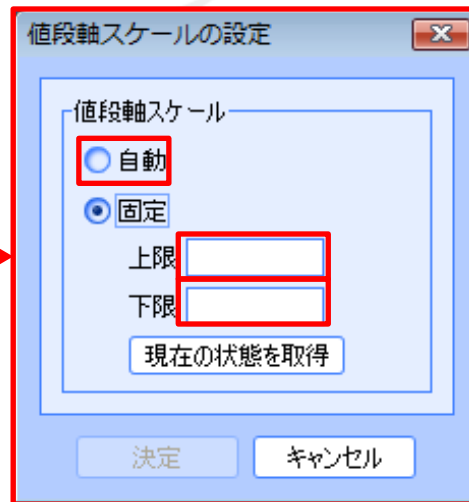 値段軸スケールの設定
値段軸スケール
自動
固定
上限
下限
現在の状態を取得
決定 キャンセル